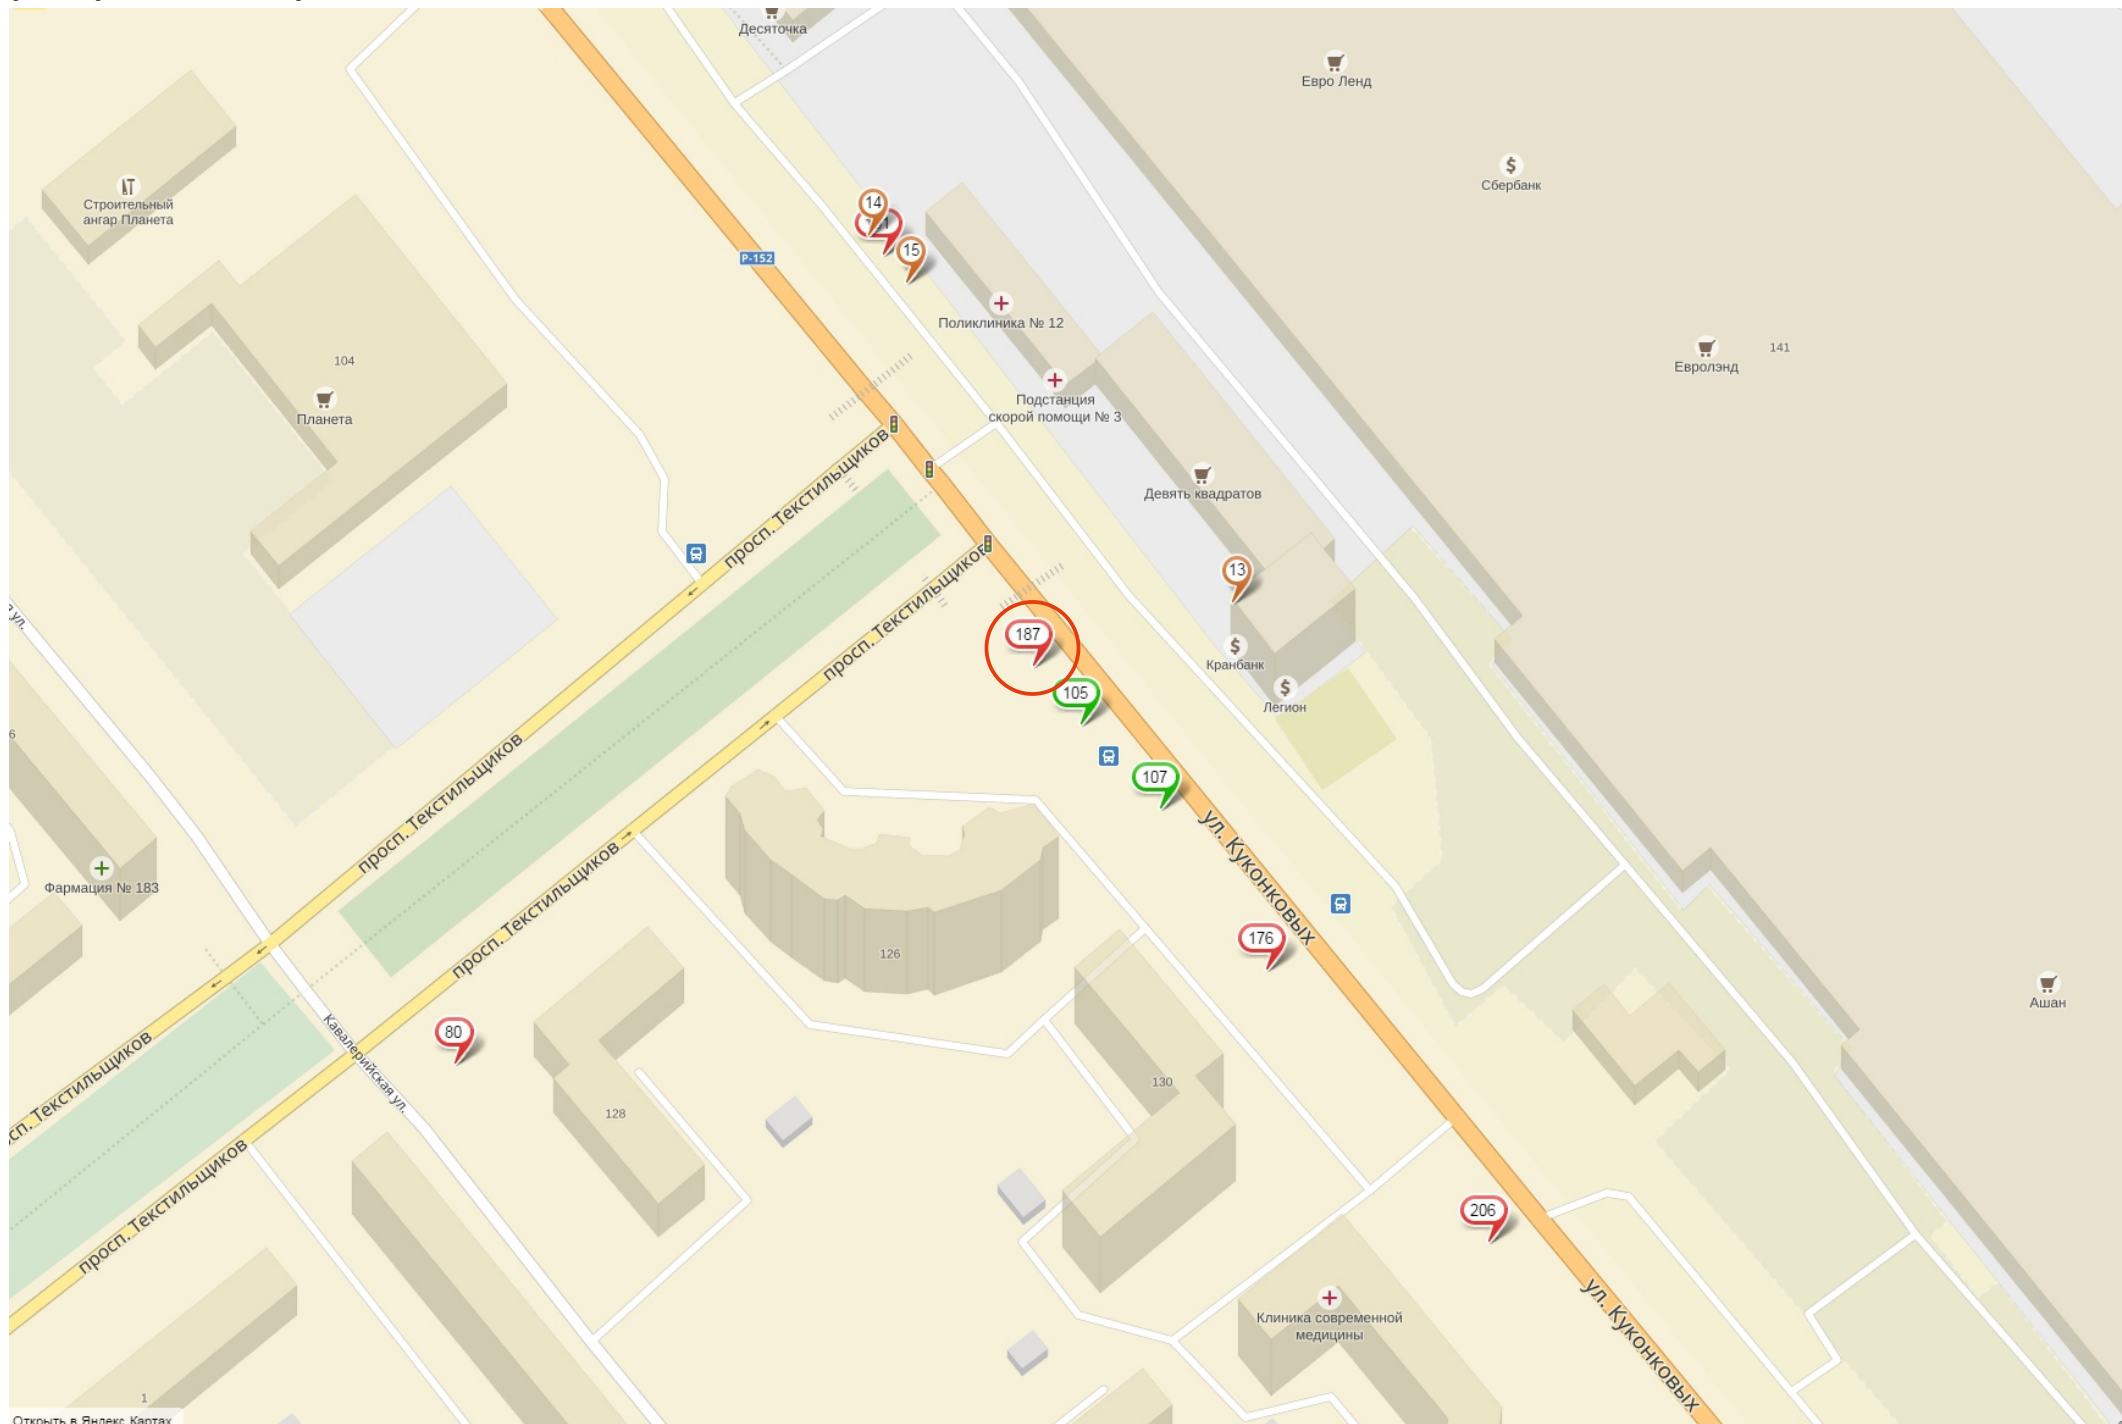 Десяточка
Евро Ленд
Сбербанк
Строительный
ангар Планета
14
15
Р-152
Поликлиника № 12
104
141
Евролэнд
Планета
Подстанция
скорой помощи № 3
просп. Текстильщиков
Девять квадратов
просп. Текстильщиков
13
187
Кранбанк
105
Легион
107
просп. Текстильщиков
ул. Куконковых
просп. Текстильщиков
Фармация № 183
126
176
Ашан
80
Кавалерийская ул.
130
128
сп. Текстильщиков
просп. Текстильщиков
206
Клиника современной
медицины
ул. Куконковых
1
Открыть в Яндекс.Картах